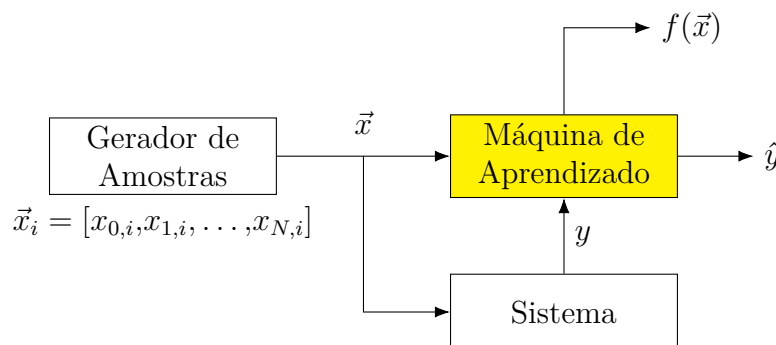 f(x⃗)
Gerador de
Amostras
x⃗
Máquina de
Aprendizado
ŷ
x⃗_i = [x_{0,i},x_{1,i}, . . . ,x_{N,i}]
y
Sistema